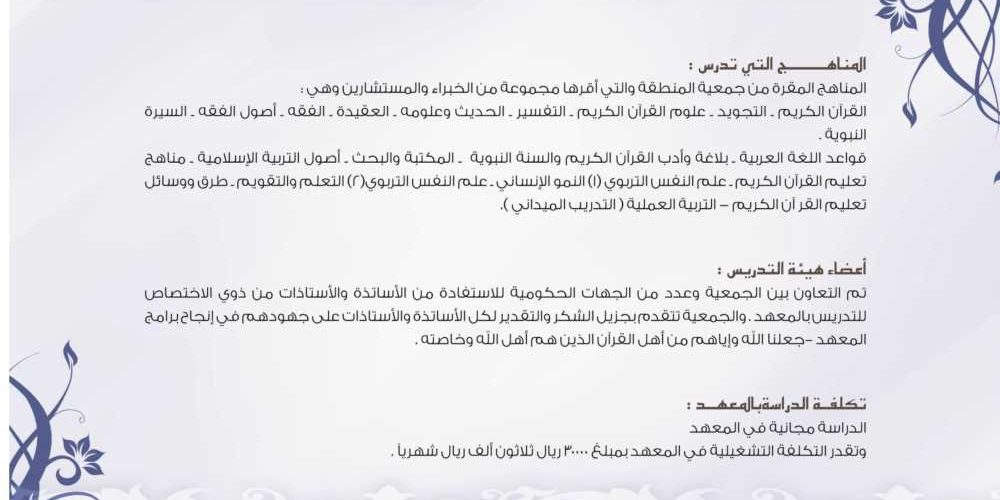 المناهــــــج التي تدرس :
المناهج المقرة من جمعية المنطقة والتي أقرها مجموعة من الخبراء والمستشارين وهي :
القرآن الكريم ـ التجويد ـ علوم القرآن الكريم ـ التفسير ـ الحديث وعلومه ـ العقيدة ـ الفقه ـ أصول الفقه ـ السيرة
النبوية .
قواعد اللغة العربية ـ بلاغة وأدب القرآن الكريم والسنة النبوية ـ المكتبة والبحث ـ أصول التربية الإسلامية ـ مناهج
تعليم القرآن الكريم ـ علم النفس التربوي (١) النمو الإنساني ـ علم النفس التربوي(٢) التعلم والتقويم ـ طرق ووسائل
تعليم القر آن الكريم – التربية العملية ( التدريب الميداني ).
أعضاء هيئة التدريس :
تم التعاون بين الجمعية وعدد من الجهات الحكومية للاستفادة من الأساتذة والأستاذات من ذوي الاختصاص
للتدريس بالمعهد . والجمعية تتقدم بجزيل الشكر والتقدير لكل الأساتذة والأستاذات على جهودهم في إنجاح برامج
المعهد –جعلنا الله وإياهم من أهل القرآن الذين هم أهل الله وخاصته .
تكلفــة الدراسةبالمعهــد :
الدراسة مجانية في المعهد
وتقدر التكلفة التشغيلية في المعهد بمبلغ ٣٠٠٠٠ ريال ثلاثون ألف ريال شهرياً .